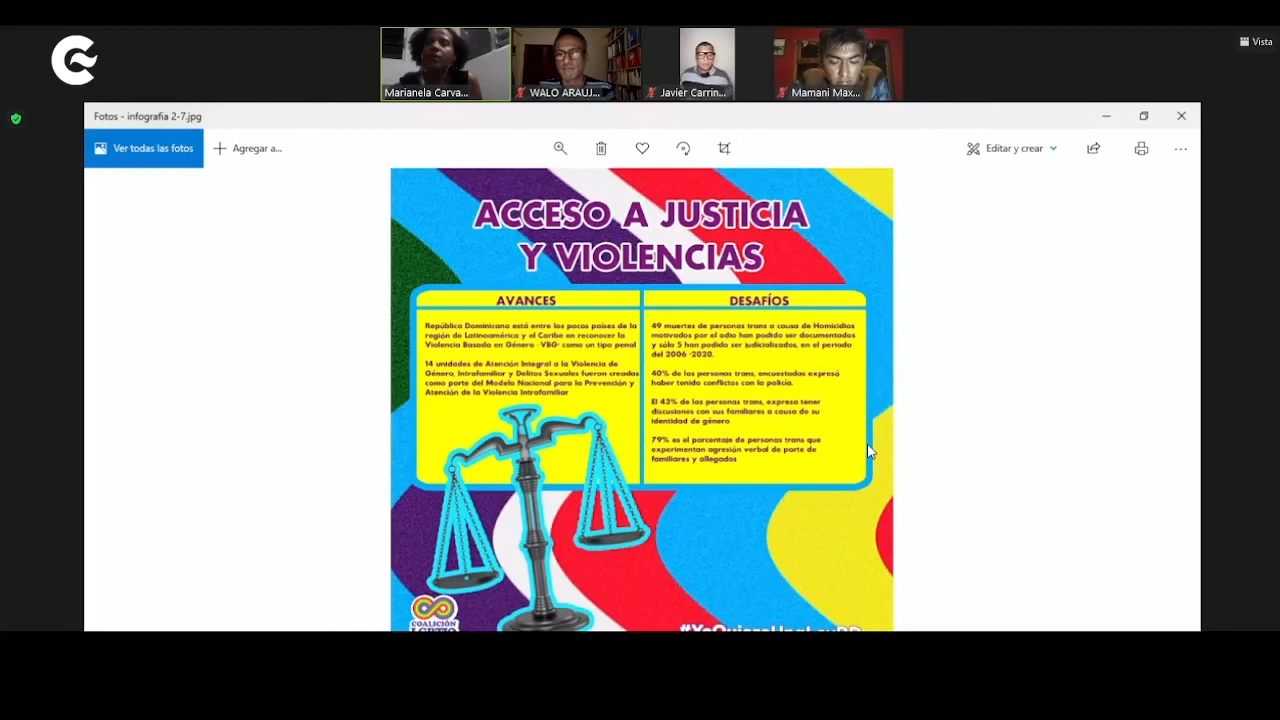 Vista
Marianela Carva...
WALO ARAUJ...
Javier Carrin...
Mamani Max...
Fotos - infografia 2-7.jpg
Ver todas las fotos
Agregar a...
Editar y crear
ACCESO A JUSTICIA
Y VIOLENCIAS
AVANCES
República Dominicana está entre los pocos países de la
región de Latinoamérica y el Caribe en reconocer la
Violencia Basada en Género -VBG- como un tipo penal
14 unidades de Atención Integral a la Violencia de
Género, Intrafamiliar y Delitos Sexuales fueron creadas
como parte del Modelo Nacional para la Prevención y
Atención de la Violencia Intrafamiliar
DESAFÍOS
49 muertes de personas trans a causa de Homicidios
motivados por el odio han podido ser documentadas
y sólo 5 han podido ser judicializados, en el periodo
del 2006 -2020.
40% de las personas trans, encuestadas expresó
haber tenido conflictos con la policía.
El 43% de las personas trans, expresa tener
discusiones con sus familiares a causa de su
identidad de género
79% es el porcentaje de personas trans que
experimentan agresión verbal de parte de
familiares y allegados
COALICIÓN